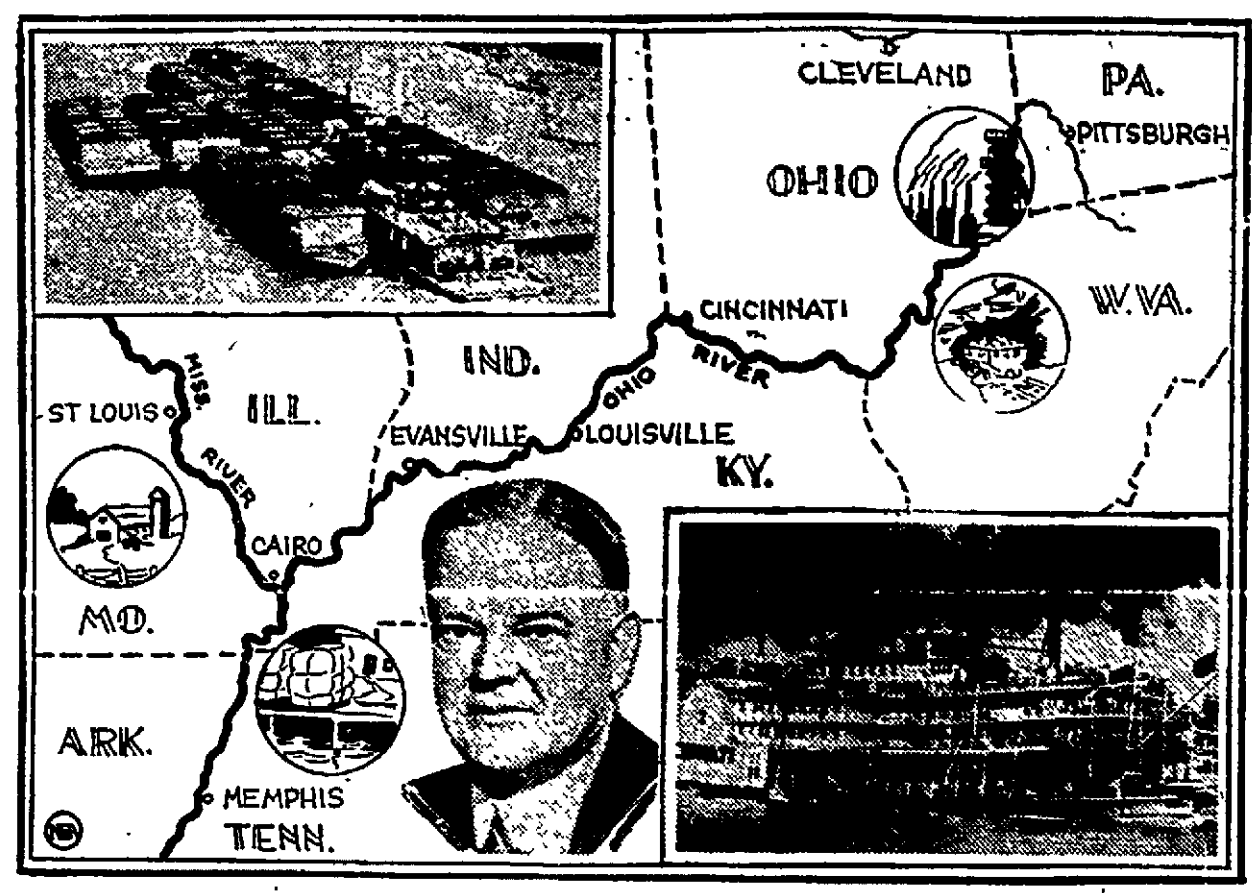 CLEVELAND
PA.
PITTSBURGH
OHIO
W.VA.
CINCINNATI
OHIO RIVER
IND.
MISS. RIVER
ST LOUIS
ILL.
EVANSVILLE
LOUISVILLE
KY.
CAIRO
MO.
ARK.
MEMPHIS
TENN.